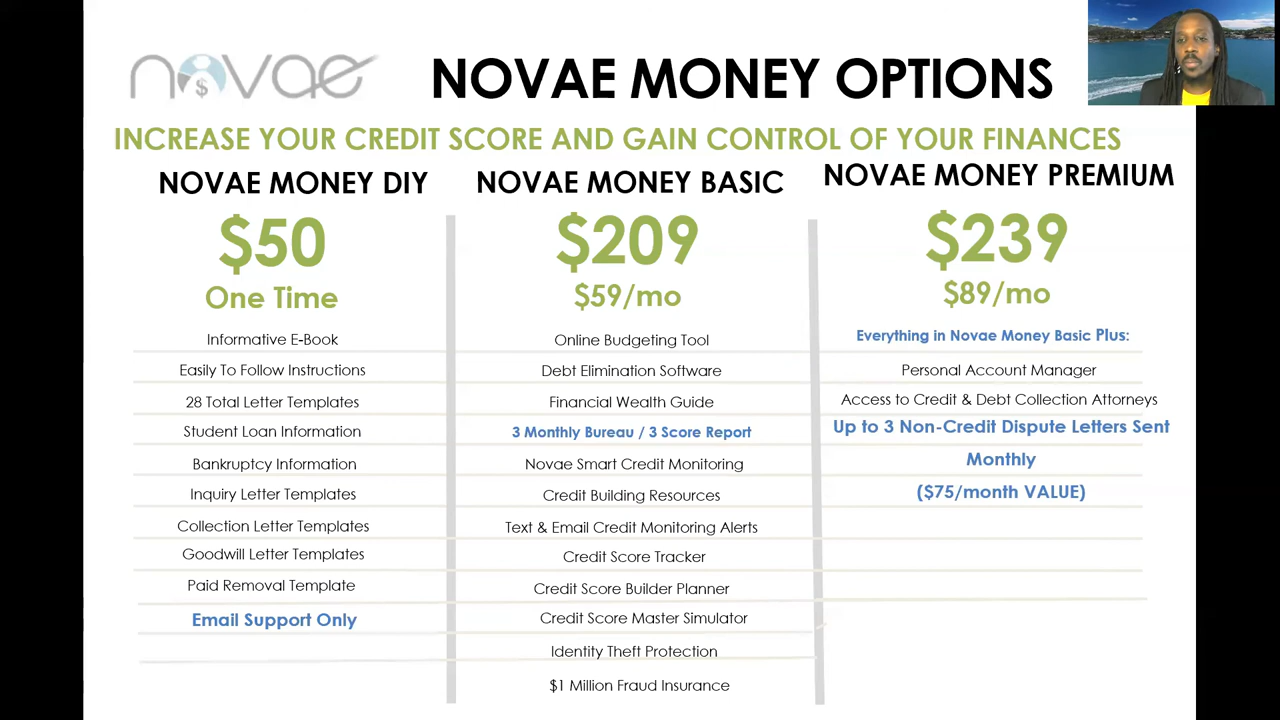 novae
$
NOVAE MONEY OPTIONS
INCREASE YOUR CREDIT SCORE AND GAIN CONTROL OF YOUR FINANCES
NOVAE MONEY DIY
$50
One Time
Informative E-Book
Easily To Follow Instructions
28 Total Letter Templates
Student Loan Information
Bankruptcy Information
Inquiry Letter Templates
Collection Letter Templates
Goodwill Letter Templates
Paid Removal Template
Email Support Only
NOVAE MONEY BASIC
$209
$59/mo
Online Budgeting Tool
Debt Elimination Software
Financial Wealth Guide
3 Monthly Bureau / 3 Score Report
Novae Smart Credit Monitoring
Credit Building Resources
Text & Email Credit Monitoring Alerts
Credit Score Tracker
Credit Score Builder Planner
Credit Score Master Simulator
Identity Theft Protection
$1 Million Fraud Insurance
NOVAE MONEY PREMIUM
$239
$89/mo
Everything in Novae Money Basic Plus:
Personal Account Manager
Access to Credit & Debt Collection Attorneys
Up to 3 Non-Credit Dispute Letters Sent
Monthly
($75/month VALUE)